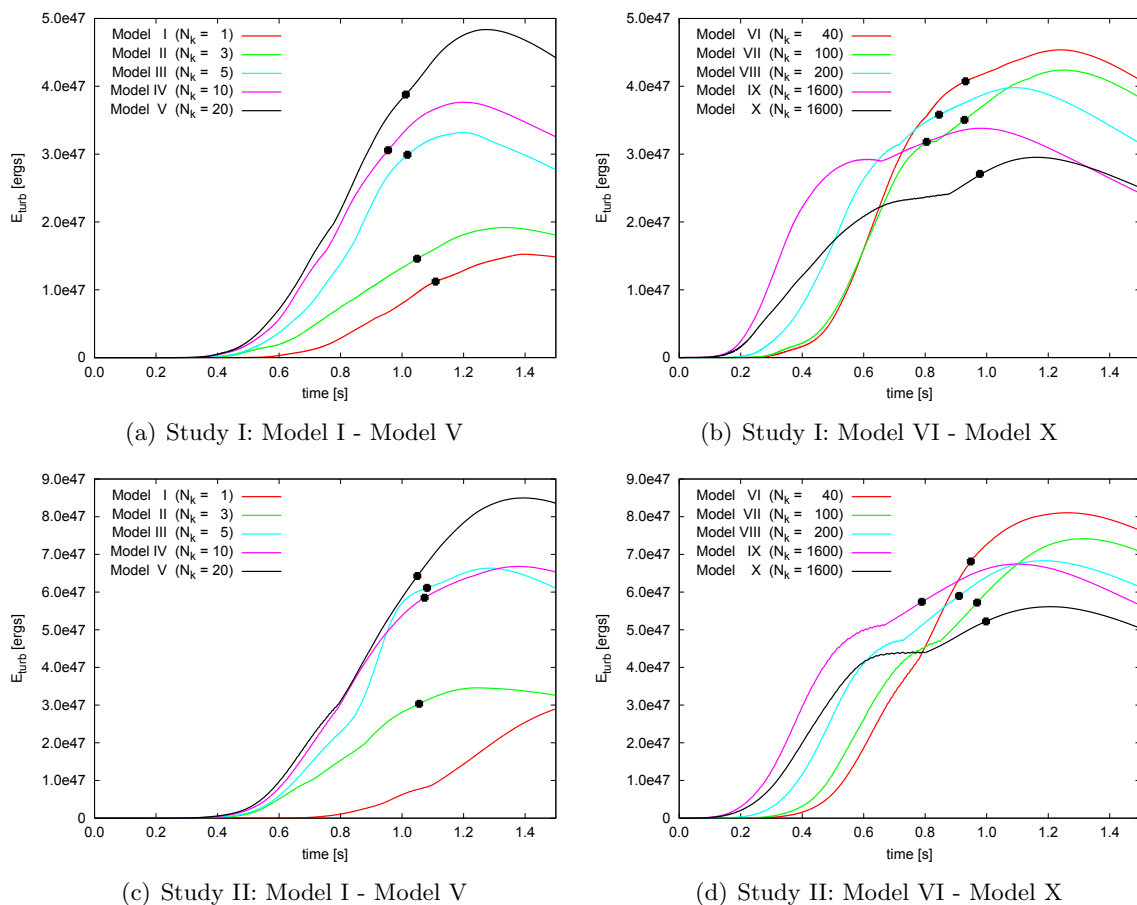 5.0e47
4.0e47
3.0e47
2.0e47
1.0e47
0
E_turb [ergs]
Model I (N_k = 1)
Model II (N_k = 3)
Model III (N_k = 5)
Model IV (N_k = 10)
Model V (N_k = 20)
0.0 0.2 0.4 0.6 0.8 1.0 1.2 1.4
time [s]
(a) Study I: Model I - Model V
5.0e47
4.0e47
3.0e47
2.0e47
1.0e47
0
E_turb [ergs]
Model VI (N_k = 40)
Model VII (N_k = 100)
Model VIII (N_k = 200)
Model IX (N_k = 1600)
Model X (N_k = 1600)
0.0 0.2 0.4 0.6 0.8 1.0 1.2 1.4
time [s]
(b) Study I: Model VI - Model X
9.0e47
8.0e47
7.0e47
6.0e47
5.0e47
4.0e47
3.0e47
2.0e47
1.0e47
0
E_turb [ergs]
Model I (N_k = 1)
Model II (N_k = 3)
Model III (N_k = 5)
Model IV (N_k = 10)
Model V (N_k = 20)
0.0 0.2 0.4 0.6 0.8 1.0 1.2 1.4
time [s]
(c) Study II: Model I - Model V
9.0e47
8.0e47
7.0e47
6.0e47
5.0e47
4.0e47
3.0e47
2.0e47
1.0e47
0
E_turb [ergs]
Model VI (N_k = 40)
Model VII (N_k = 100)
Model VIII (N_k = 200)
Model IX (N_k = 1600)
Model X (N_k = 1600)
0.0 0.2 0.4 0.6 0.8 1.0 1.2 1.4
time [s]
(d) Study II: Model VI - Model X